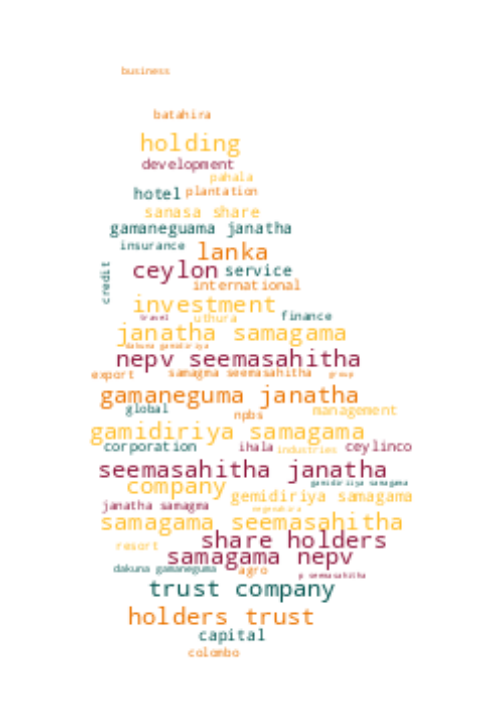 business
batahira
holding
development
pahala
hotel plantation
sanasa share
gamaneguama janatha
insurance lanka
credit ceylon service
international
investment
travel uthura finance
janatha samagama
dakuna gamidiriya
nepv seemasahitha
export samagma seemasahitha group
gamaneguma janatha
global npbs management
gamidiriya samagama
corporation ihala industries ceylinco
seemasahitha janatha
company gamidiriiya samagama
gemidiriya samagama
janatha samagma
samagama seemasahitha
share holders
resort samagama nepv
dakuna gamaneguma agro p seemasahitha
trust company
holders trust
capital
colombo